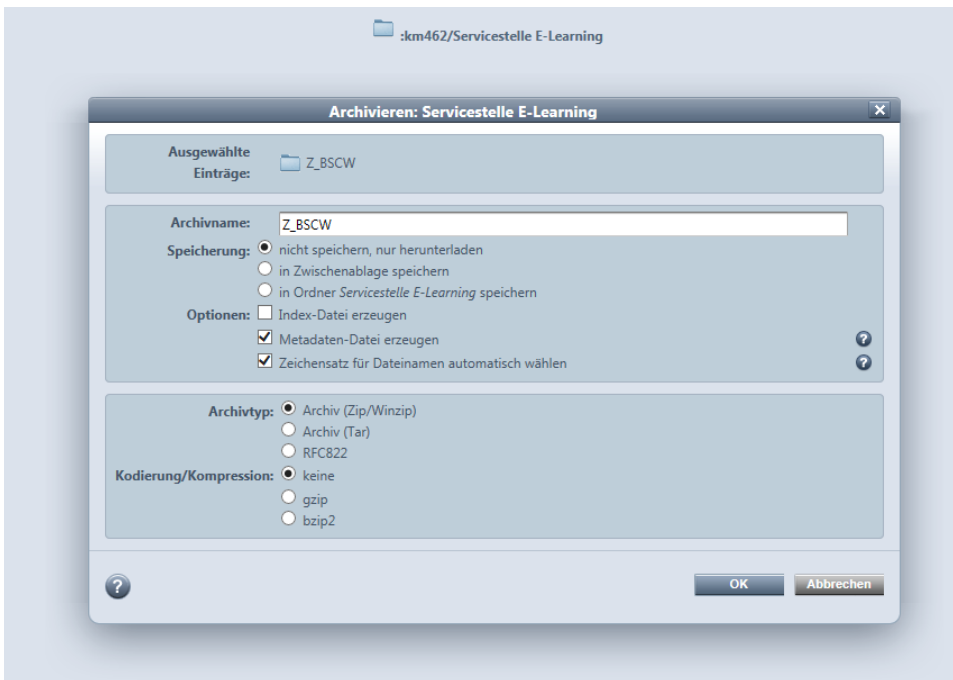 :km462/Servicestelle E-Learning
Archivieren: Servicestelle E-Learning
Ausgewählte
Einträge:
Z_BSCW
Archivname: Z_BSCW
Speicherung: nicht speichern, nur herunterladen
in Zwischenablage speichern
in Ordner Servicestelle E-Learning speichern
Optionen: Index-Datei erzeugen
Metadaten-Datei erzeugen ?
Zeichensatz für Dateinamen automatisch wählen ?
Archivtyp: Archiv (Zip/Winzip)
Archiv (Tar)
RFC822
Kodierung/Kompression: keine
gzip
bzip2
? OK Abbrechen